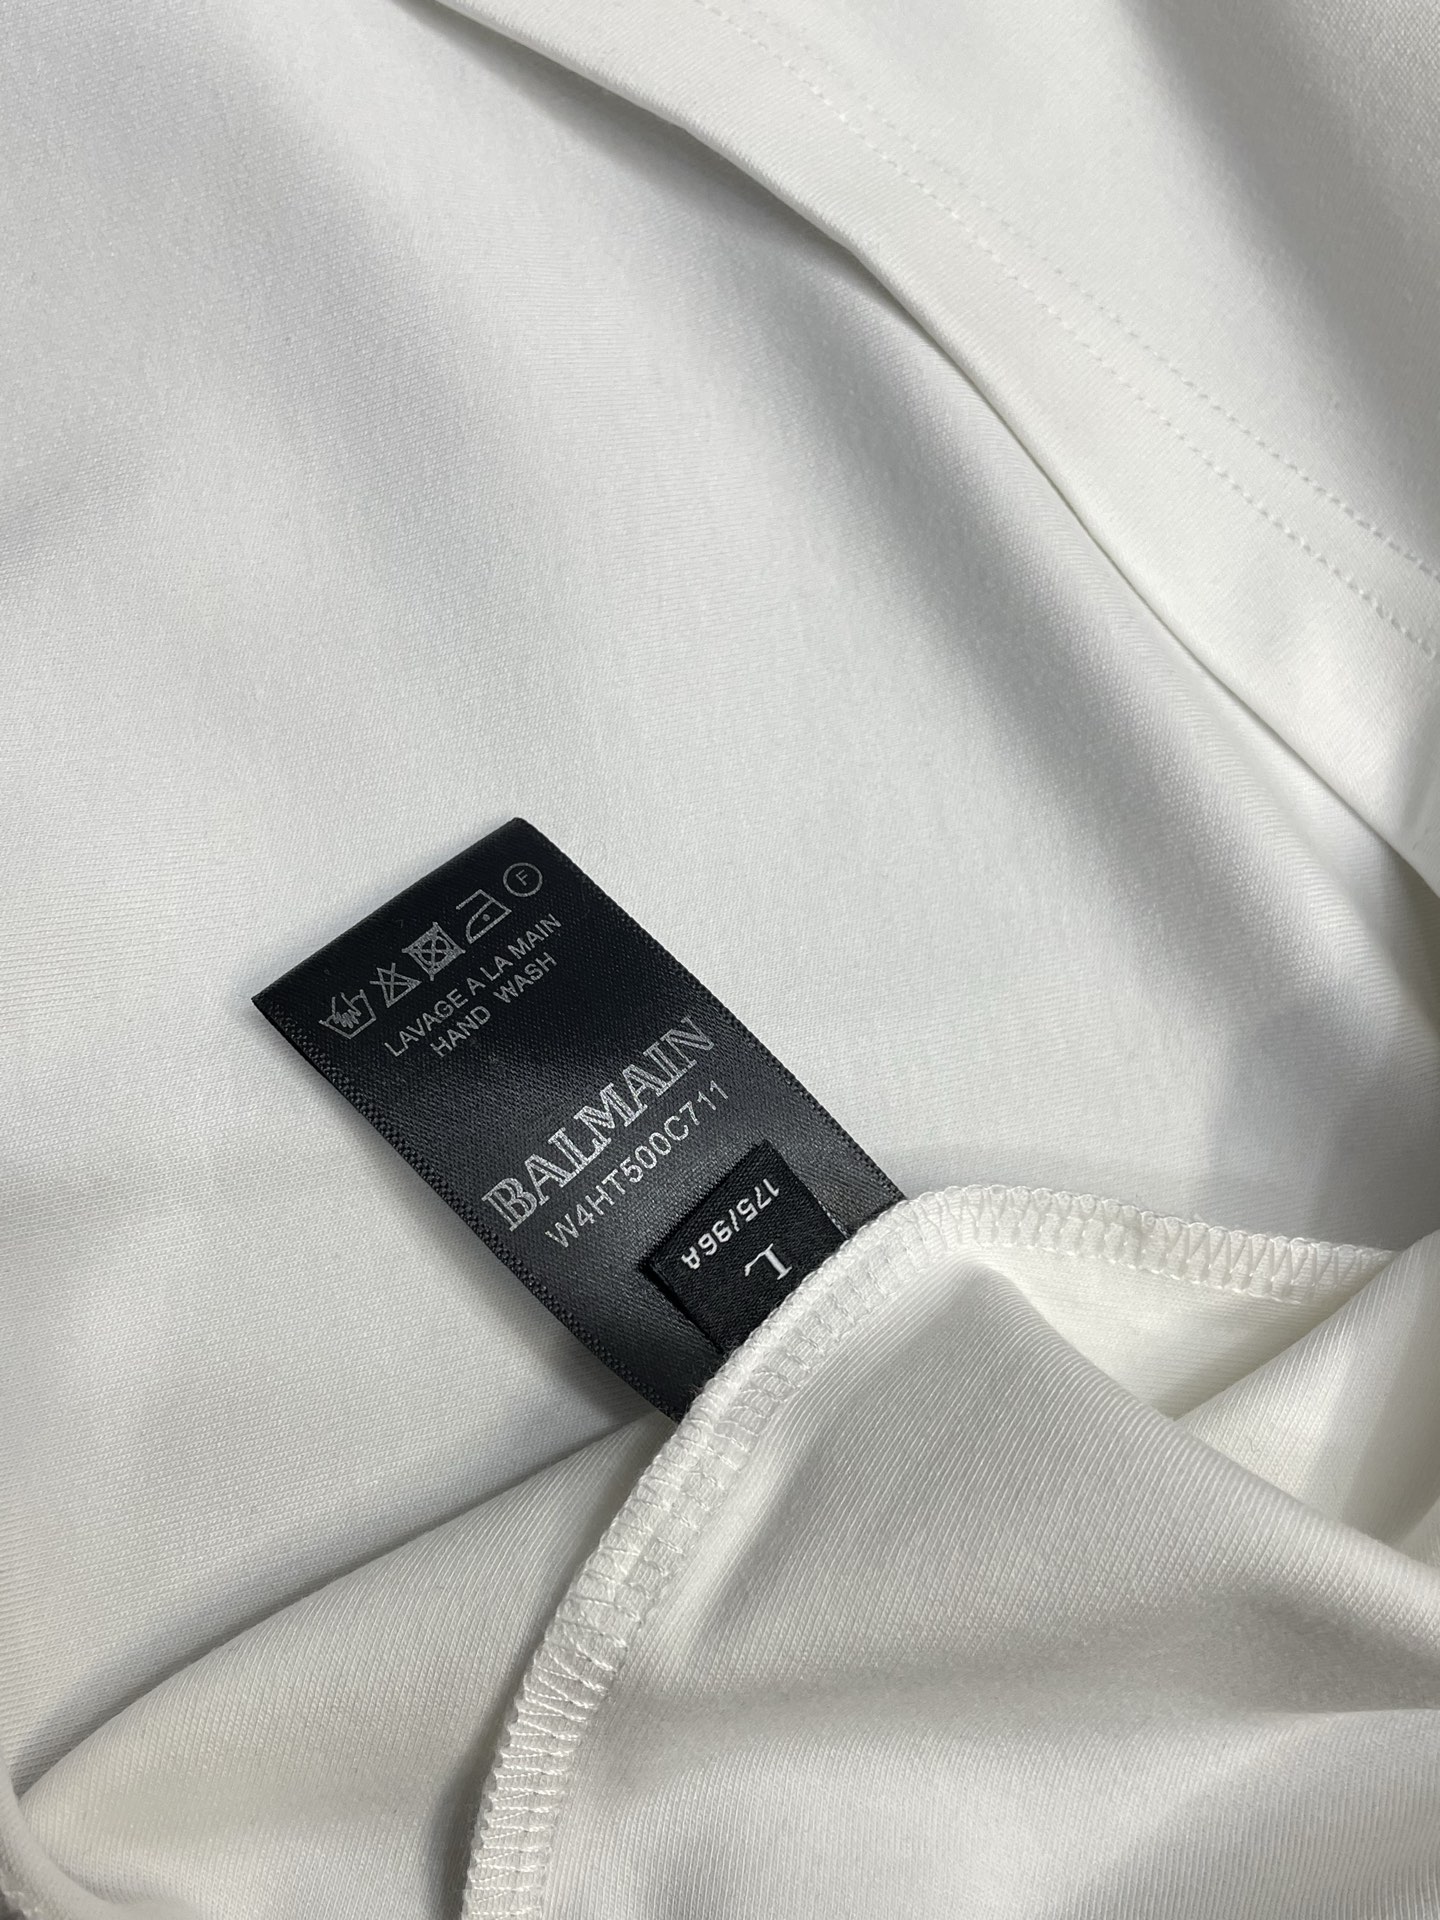 F
LAVAGE A LA MAIN
HAND WASH
BALMAIN
W4HT500C711
175/96A
L